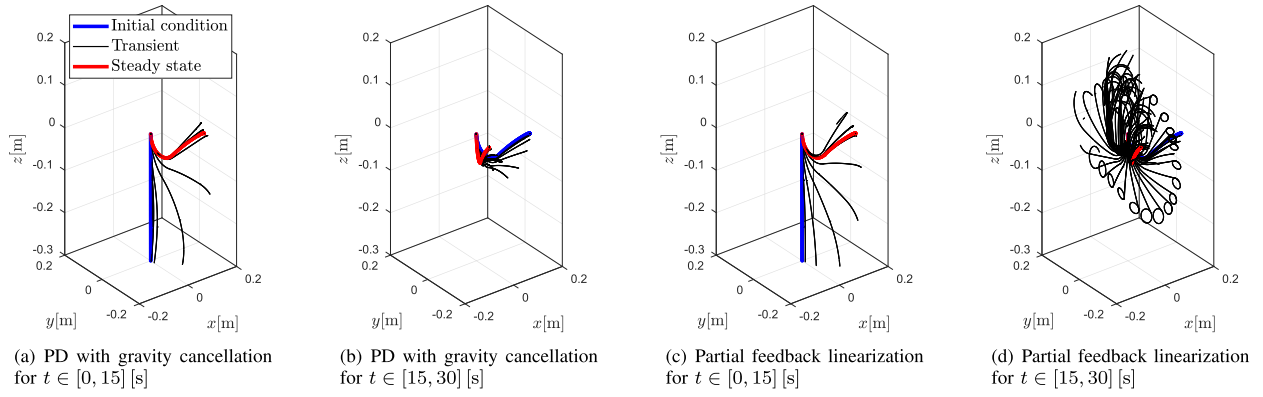 Initial condition
Transient
Steady state
0.2
0.1
0
-0.1
-0.2
-0.3
z[m]
0.2
0
-0.2
y[m]
-0.2
0
0.2
x[m]
(a) PD with gravity cancellation
for t ∈ [0, 15] [s]
0.2
0.1
0
-0.1
-0.2
-0.3
z[m]
0.2
0
-0.2
y[m]
-0.2
0
0.2
x[m]
(b) PD with gravity cancellation
for t ∈ [15, 30] [s]
0.2
0.1
0
-0.1
-0.2
-0.3
z[m]
0.2
0
-0.2
y[m]
-0.2
0
0.2
x[m]
(c) Partial feedback linearization
for t ∈ [0, 15] [s]
0.2
0.1
0
-0.1
-0.2
-0.3
z[m]
0.2
0
-0.2
y[m]
-0.2
0
0.2
x[m]
(d) Partial feedback linearization
for t ∈ [15, 30] [s]